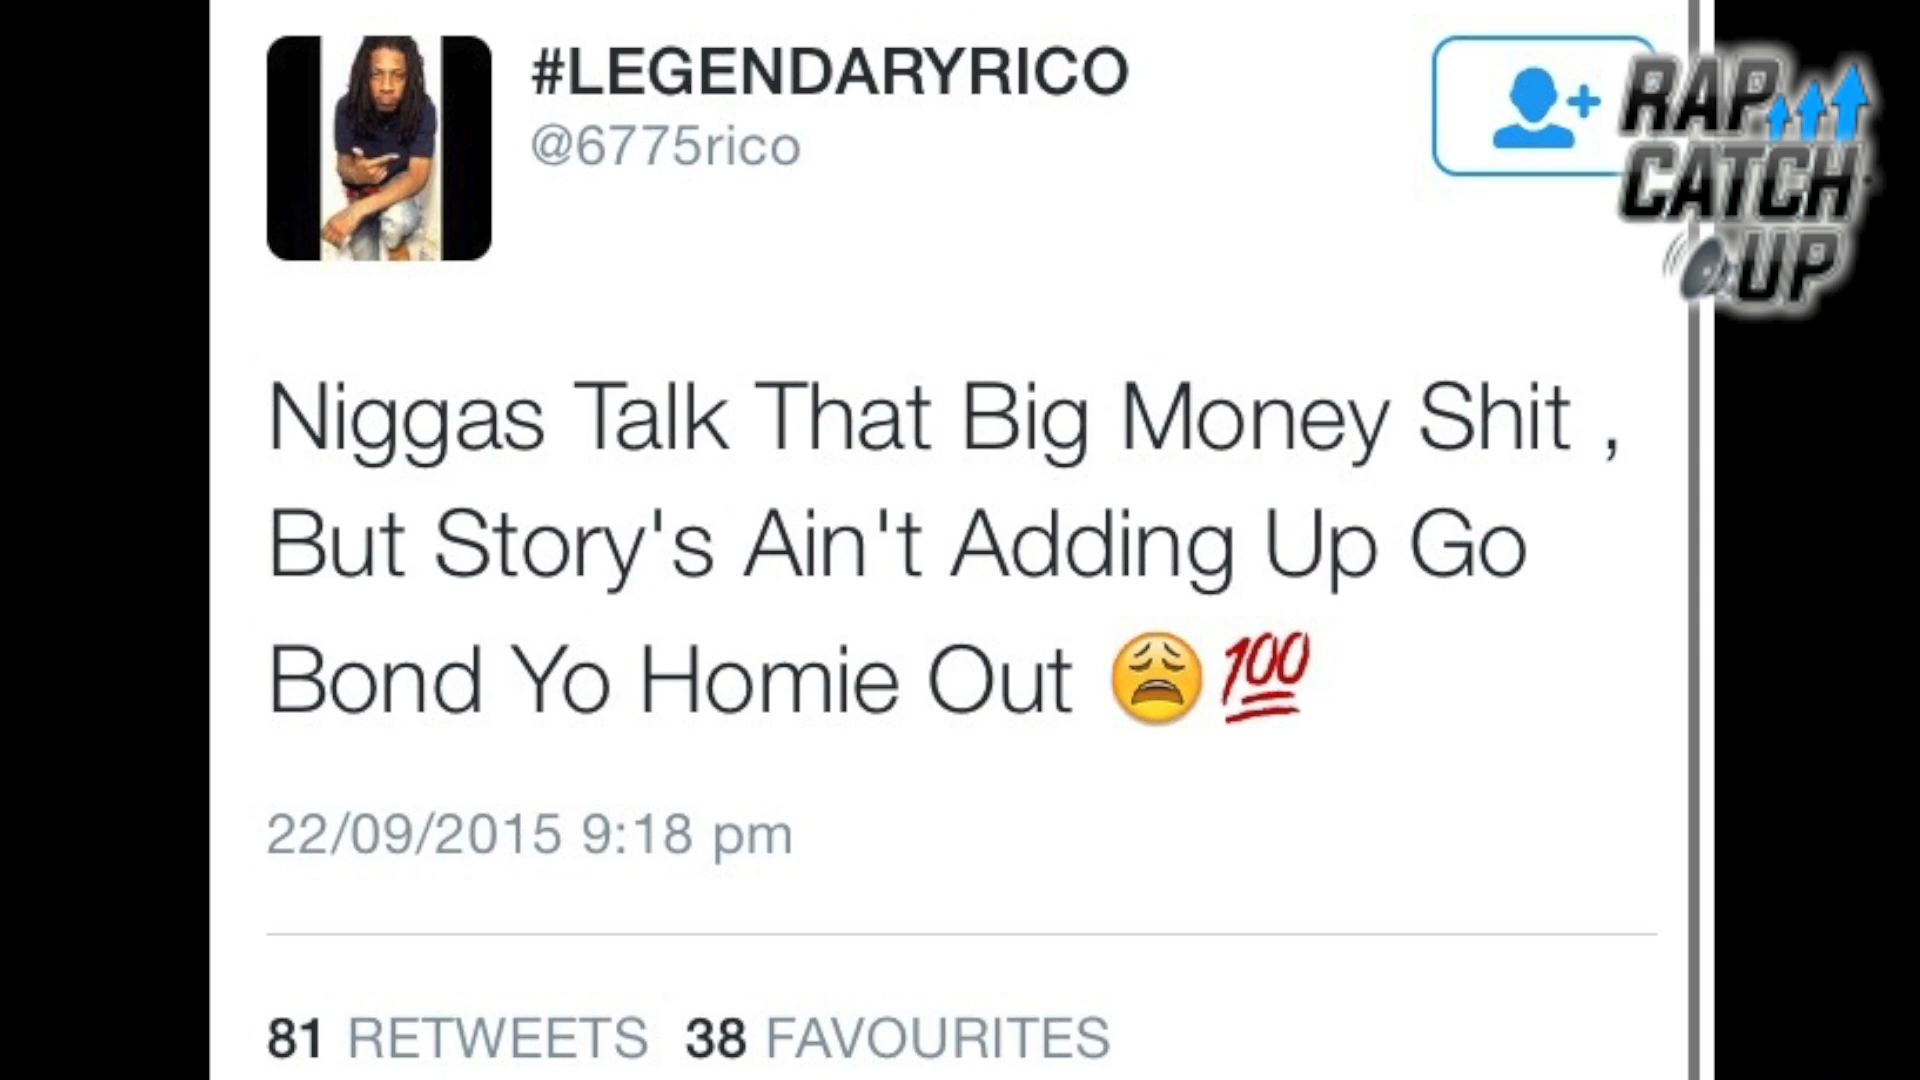 #LEGENDARYRICO
@6775rico
RAP
CATCH
UP
Niggas Talk That Big Money Shit ,
But Story's Ain't Adding Up Go
Bond Yo Homie Out 😩💯
22/09/2015 9:18 pm
81 RETWEETS 38 FAVOURITES